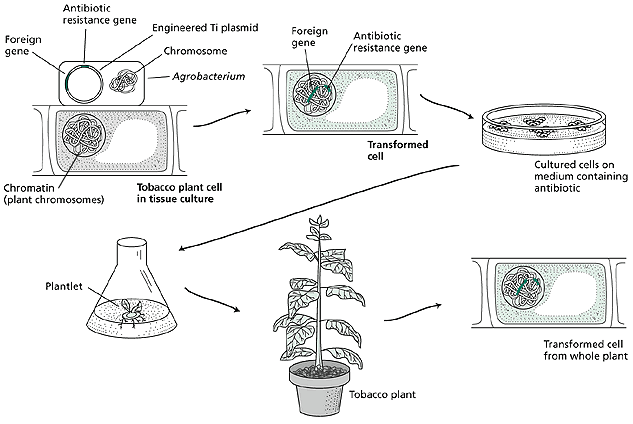 Antibiotic
resistance gene
Engineered Ti plasmid
Foreign
gene
Chromosome
Agrobacterium
Chromatin
(plant chromosomes)
Tobacco plant cell
in tissue culture
Foreign
gene
Antibiotic
resistance gene
Transformed
cell
Cultured cells on
medium containing
antibiotic
Plantlet
Tobacco plant
Transformed cell
from whole plant